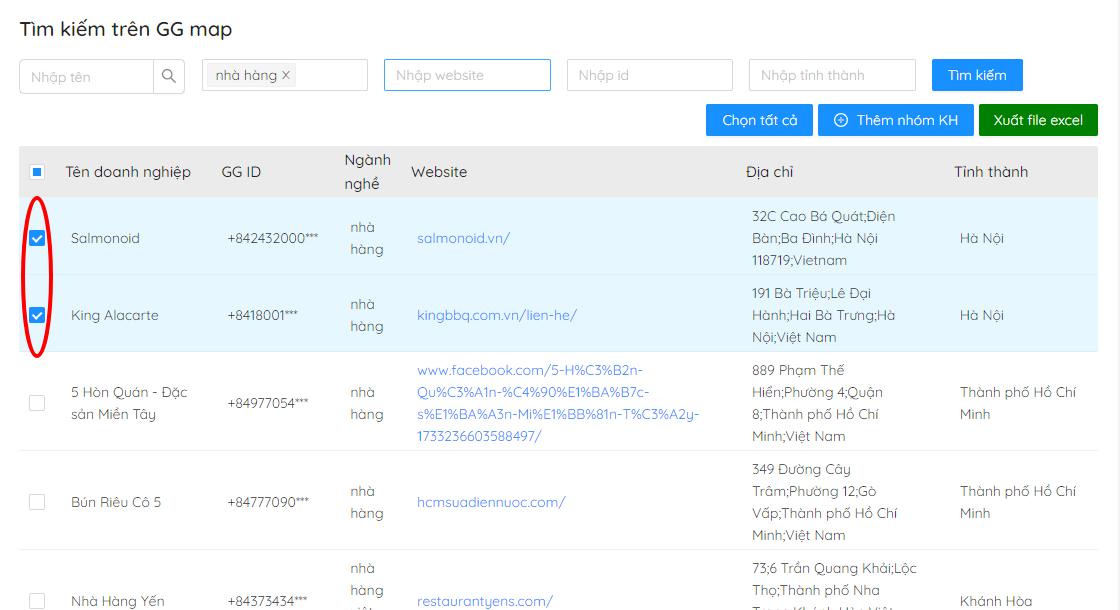 Tìm kiếm trên GG map
Nhập tên
nhà hàng ×
Nhập website
Nhập id
Nhập tỉnh thành
Tìm kiếm
Chọn tất cả
Thêm nhóm KH
Xuất file excel
Tên doanh nghiệp
GG ID
Ngành
nghề
Website
Địa chỉ
Tỉnh thành
Salmonoid
+842432000***
nhà
hàng
salmonoid.vn/
32C Cao Bá Quát;Điện
Bàn;Ba Đình;Hà Nội
118719;Vietnam
Hà Nội
King Alacarte
+8418001***
nhà
hàng
kingbbq.com.vn/lien-he/
191 Bà Triệu;Lê Đại
Hành;Hai Bà Trưng;Hà
Nội;Việt Nam
Hà Nội
5 Hòn Quán - Đặc
sản Miền Tây
+84977054***
nhà
hàng
www.facebook.com/5-H%C3%B2n-
Qu%C3%A1n-%C4%90%E1%BA%B7c-
s%E1%BA%A3n-Mi%E1%BB%81n-T%C3%A2y-
1733236603588497/
889 Phạm Thế
Hiển;Phường 4;Quận
8;Thành phố Hồ Chí
Minh;Việt Nam
Thành phố Hồ Chí
Minh
Bún Riêu Cô 5
+84777090***
nhà
hàng
hcmsuadiennuoc.com/
349 Đường Cây
Trâm;Phường 12;Gò
Vấp;Thành phố Hồ Chí
Minh;Việt Nam
Thành phố Hồ Chí
Minh
Nhà Hàng Yến
+84373434***
nhà
hàng
restaurantyens.com/
73;6 Trần Quang Khải;Lộc
Thọ;Thành phố Nha
Khánh Hòa